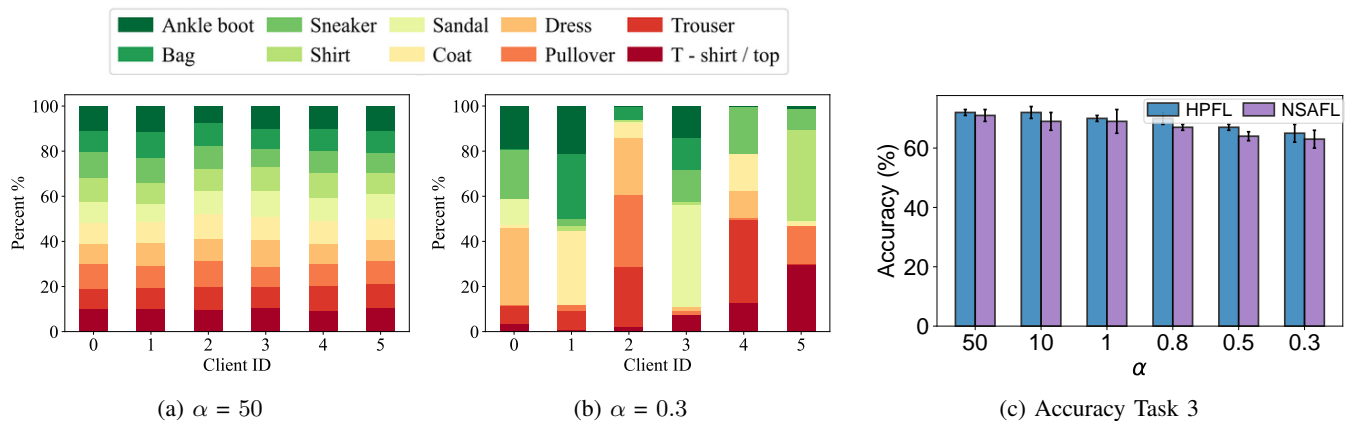 Ankle boot Sneaker Sandal Dress Trouser
Bag Shirt Coat Pullover T - shirt / top
100
80
60
40
20
0
Percent %
0 1 2 3 4 5
Client ID
(a) α = 50
100
80
60
40
20
0
Percent %
0 1 2 3 4 5
Client ID
(b) α = 0.3
HPFL NSAFL
60
40
20
0
Accuracy (%)
50 10 1 0.8 0.5 0.3
α
(c) Accuracy Task 3